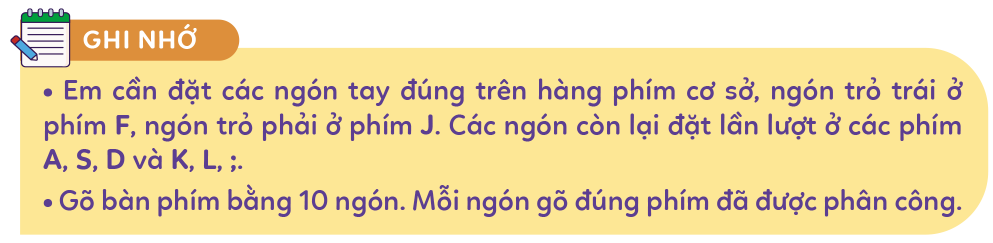 GHI NHỚ
• Em cần đặt các ngón tay đúng trên hàng phím cơ sở, ngón trỏ trái ở
phím F, ngón trỏ phải ở phím J. Các ngón còn lại đặt lần lượt ở các phím
A, S, D và K, L, ;.
• Gõ bàn phím bằng 10 ngón. Mỗi ngón gõ đúng phím đã được phân công.